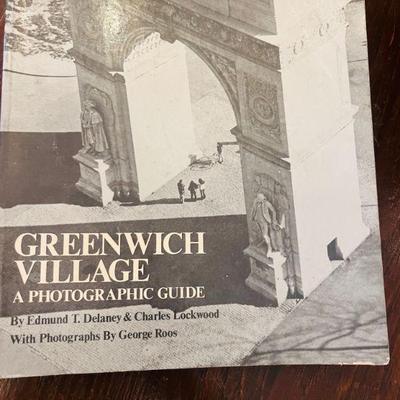 GREENWICH
VILLAGE
A PHOTOGRAPHIC GUIDE
By Edmund T. Delaney & Charles Lockwood
With Photographs By George Roos